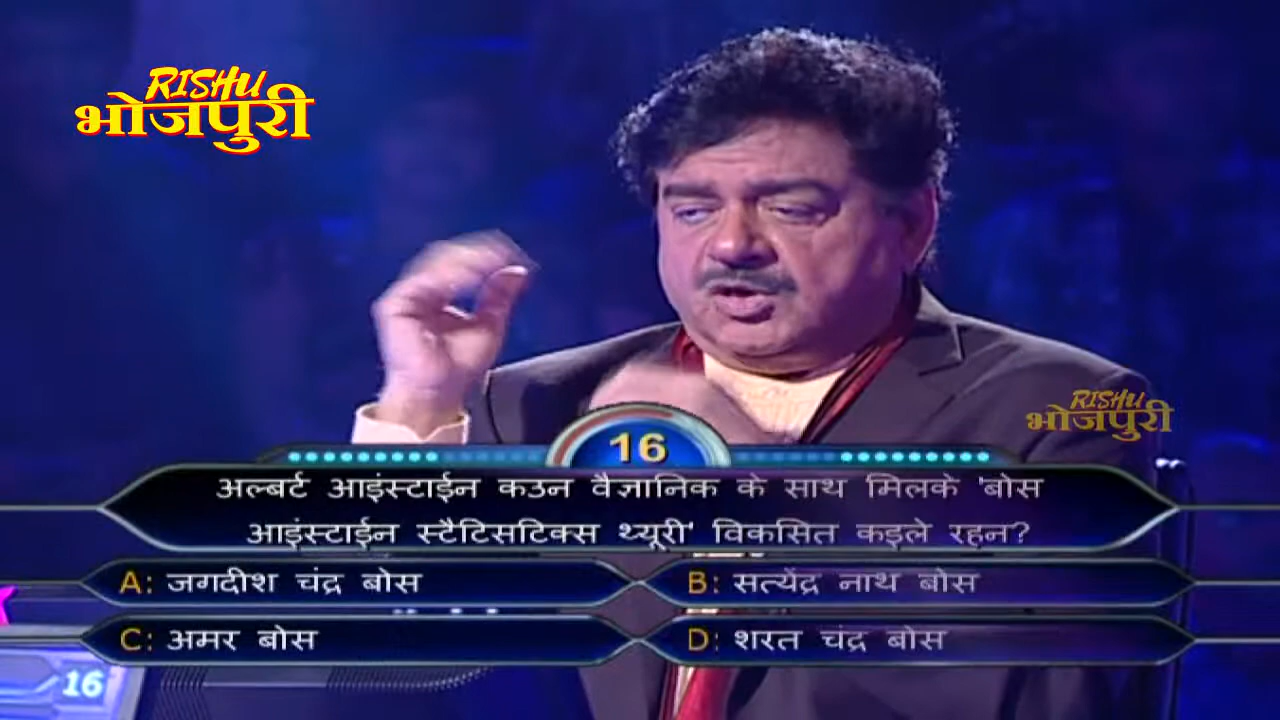 RISHU
भोजपुरी
RISHU
भोजपुरी
16
अल्बर्ट आइंस्टाईन कउन वैज्ञानिक के साथ मिलके 'बोस
आइंस्टाईन स्टैटिसटिक्स थ्यूरी' विकसित कइले रहन?
A: जगदीश चंद्र बोस
B: सत्येंद्र नाथ बोस
C: अमर बोस
D: शरत चंद्र बोस
16